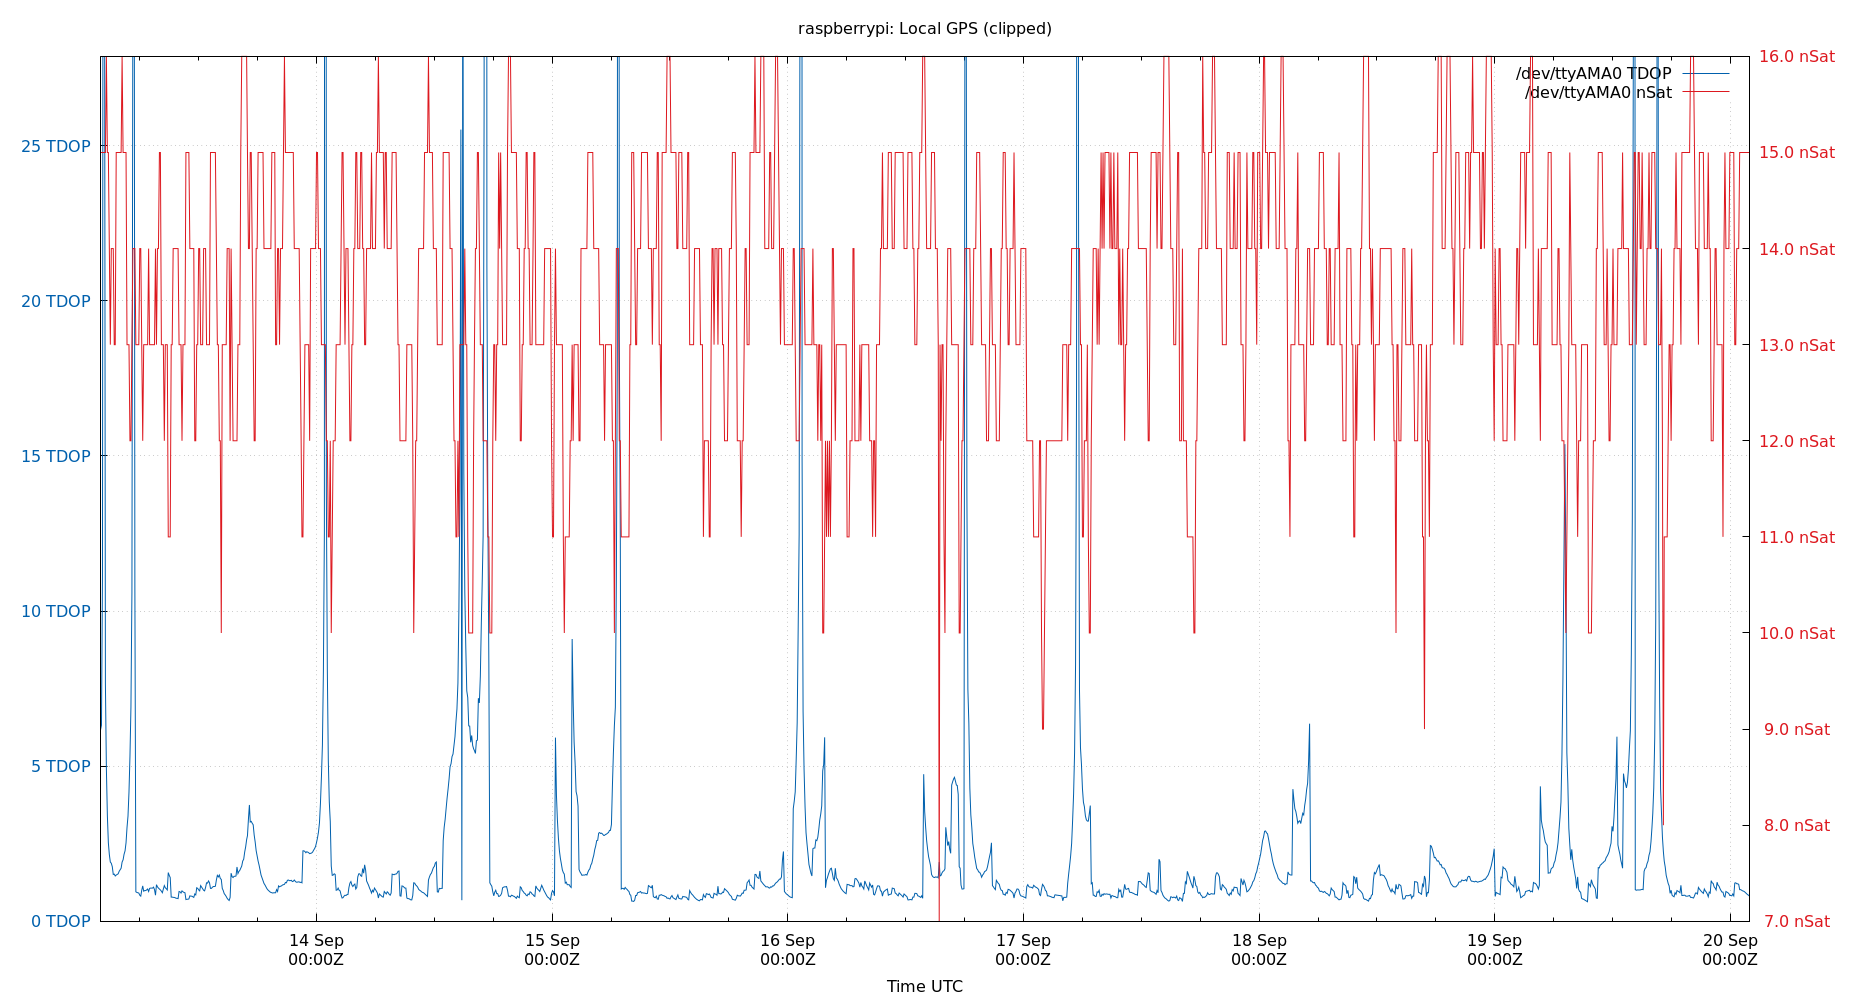 raspberrypi: Local GPS (clipped)
/dev/ttyAMA0 TDOP
/dev/ttyAMA0 nSat
25 TDOP
20 TDOP
15 TDOP
10 TDOP
5 TDOP
0 TDOP
16.0 nSat
15.0 nSat
14.0 nSat
13.0 nSat
12.0 nSat
11.0 nSat
10.0 nSat
9.0 nSat
8.0 nSat
7.0 nSat
14 Sep
00:00Z
15 Sep
00:00Z
16 Sep
00:00Z
17 Sep
00:00Z
18 Sep
00:00Z
19 Sep
00:00Z
20 Sep
00:00Z
Time UTC